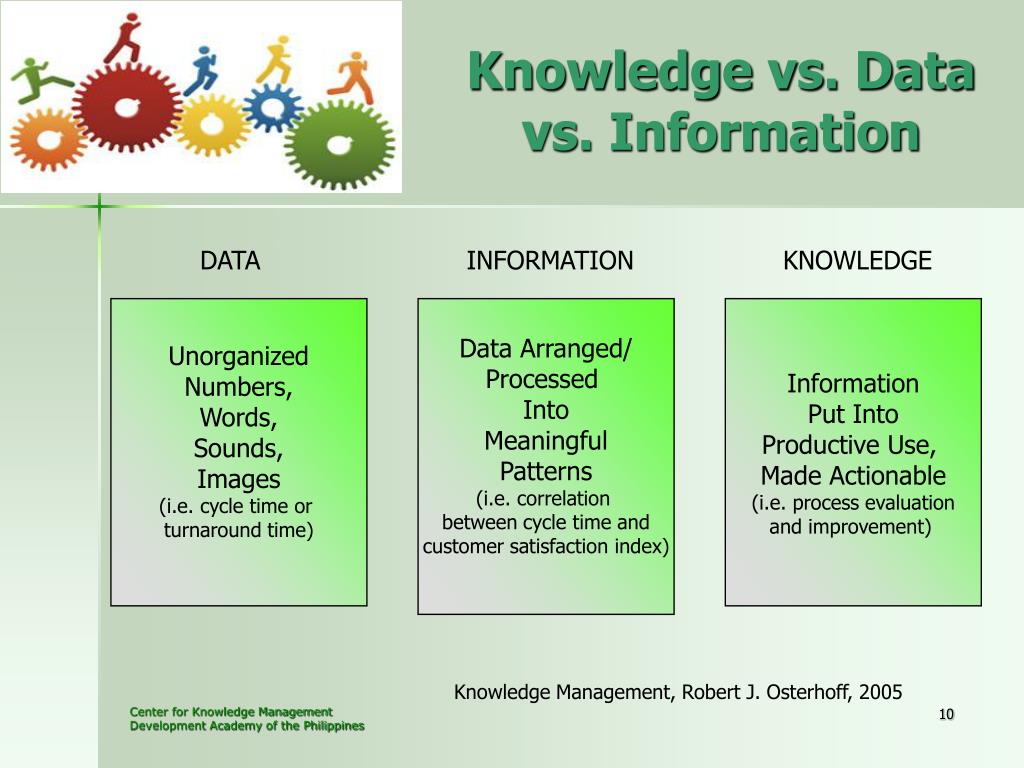 Knowledge vs. Data
vs. Information
DATA
Unorganized
Numbers,
Words,
Sounds,
Images
(i.e. cycle time or
turnaround time)
INFORMATION
Data Arranged/
Processed
Into
Meaningful
Patterns
(i.e. correlation
between cycle time and
customer satisfaction index)
KNOWLEDGE
Information
Put Into
Productive Use,
Made Actionable
(i.e. process evaluation
and improvement)
Knowledge Management, Robert J. Osterhoff, 2005
Center for Knowledge Management
Development Academy of the Philippines
10